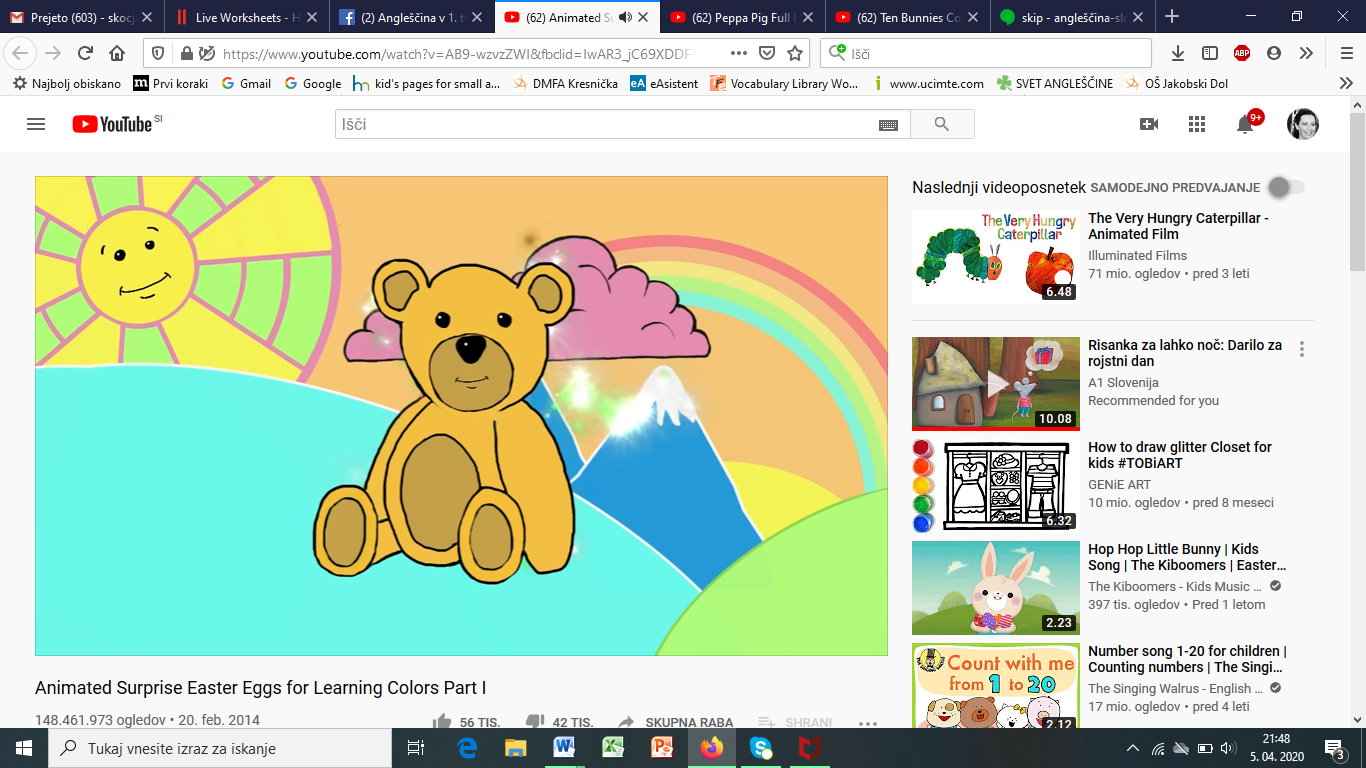 Prejeto (603) - skocj
Live Worksheets - H
(2) Angleščina v 1. t
(62) Animated Su
(62) Peppa Pig Full E
(62) Ten Bunnies Co
skip - angleščina-slo
https://www.youtube.com/watch?v=AB9-wzvzZWI&fbclid=IwAR3_jC69XDDF
Išči
Najbolj obiskano
Prvi koraki
Gmail
Google
kid's pages for small a...
DMFA Kresnička
eAsistent
Vocabulary Library Wo...
www.ucimte.com
SVET ANGLEŠČINE
OŠ Jakobski Dol
YouTube SI
Išči
9+
Naslednji videoposnetek SAMODEJNO PREDVAJANJE
The Very Hungry
Caterpillar
6.48
The Very Hungry Caterpillar -
Animated Film
Illuminated Films
71 mio. ogledov • pred 3 leti
10.08
Risanka za lahko noč: Darilo za
rojstni dan
A1 Slovenija
Recommended for you
6.32
How to draw glitter Closet for
kids #TOBiART
GENiE ART
10 mio. ogledov • pred 8 meseci
2.23
Hop Hop Little Bunny | Kids
Song | The Kiboomers | Easter...
The Kiboomers - Kids Music ...
397 tis. ogledov • Pred 1 letom
Count with me
from 1 to 20
2.12
Number song 1-20 for children |
Counting numbers | The Singi...
The Singing Walrus - English ...
17 mio. ogledov • pred 4 leti
Animated Surprise Easter Eggs for Learning Colors Part I
148.461.973 ogledov • 20. feb. 2014
56 TIS.
42 TIS.
SKUPNA RABA
SHRANI
Tukaj vnesite izraz za iskanje
21:48
5. 04. 2020
3